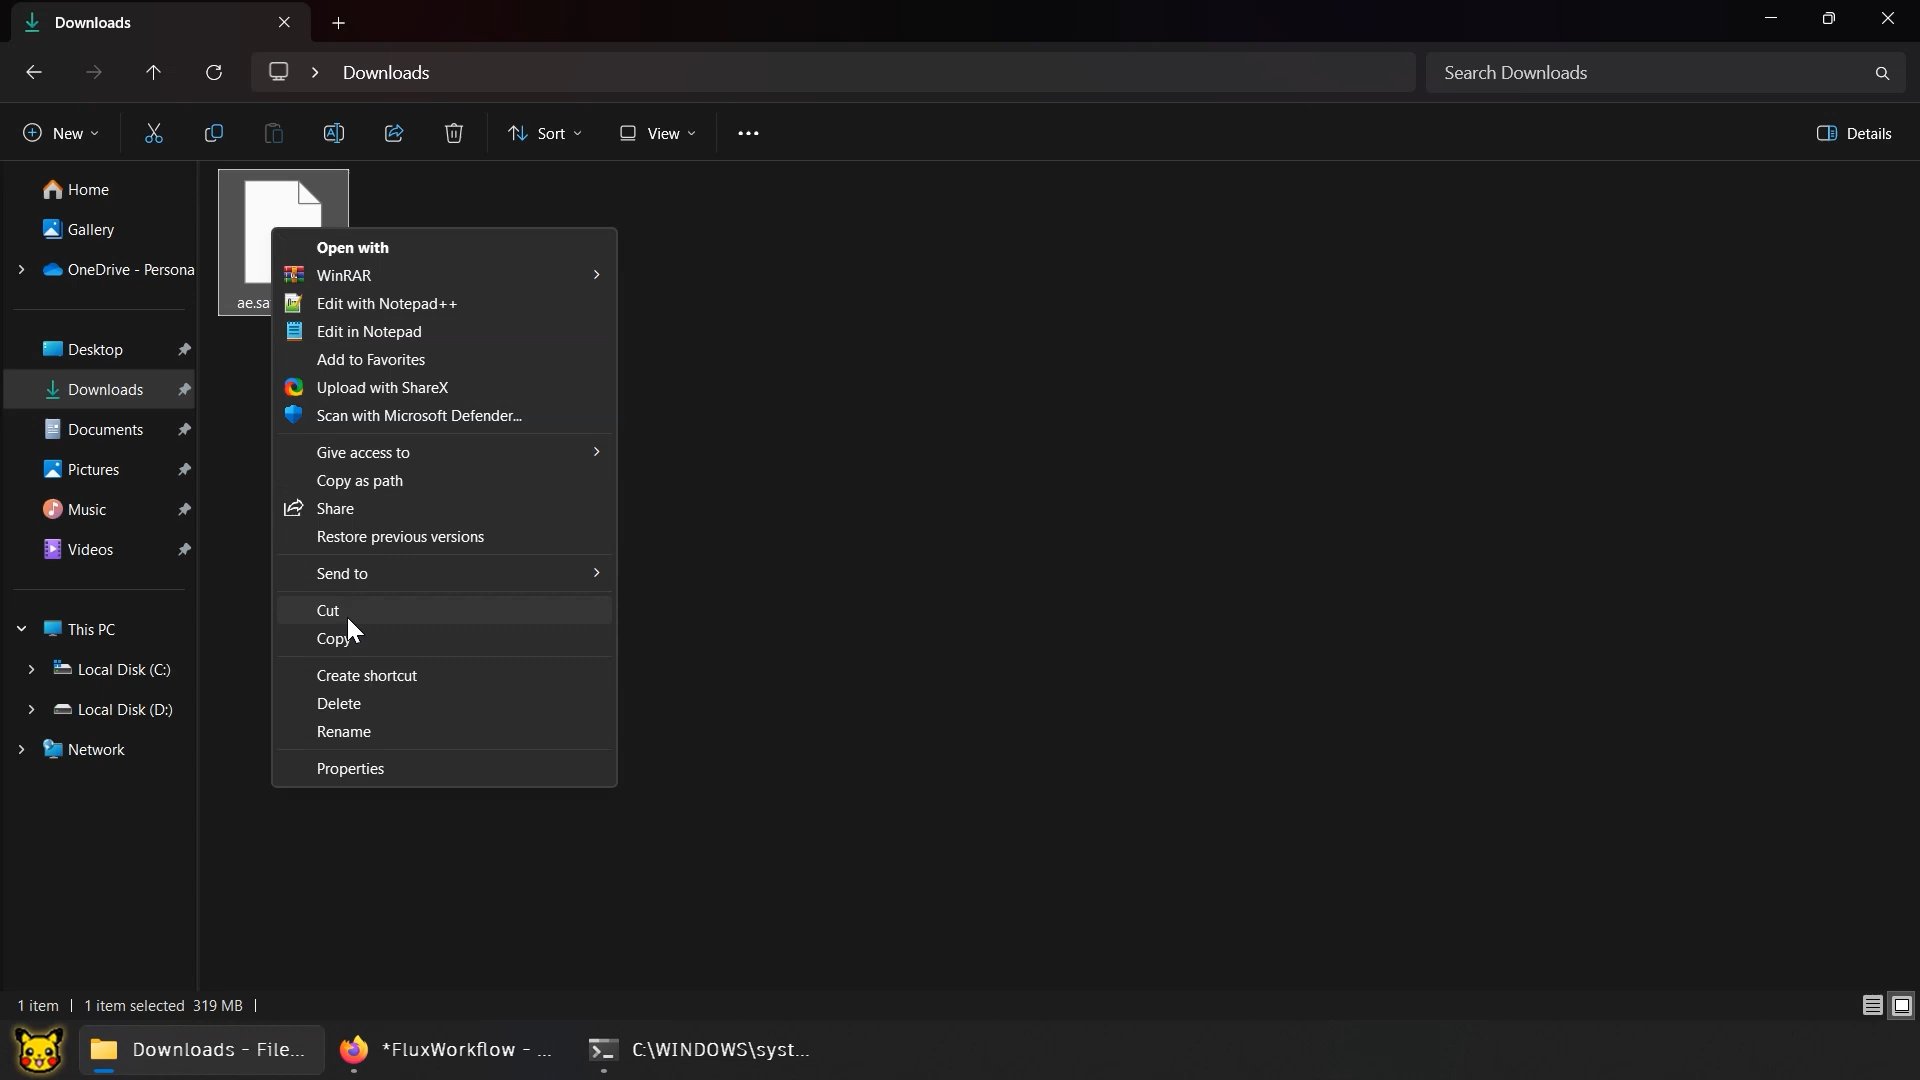 Downloads
Downloads
Search Downloads
New
Sort
View
Details
Home
Gallery
OneDrive - Persona
Desktop
Downloads
Documents
Pictures
Music
Videos
This PC
Local Disk (C:)
Local Disk (D:)
Network
ae.sa
Open with
WinRAR
Edit with Notepad++
Edit in Notepad
Add to Favorites
Upload with ShareX
Scan with Microsoft Defender...
Give access to
Copy as path
Share
Restore previous versions
Send to
Cut
Copy
Create shortcut
Delete
Rename
Properties
1 item
1 item selected 319 MB
Downloads - File...
*FluxWorkflow - ...
C:\WINDOWS\syst...